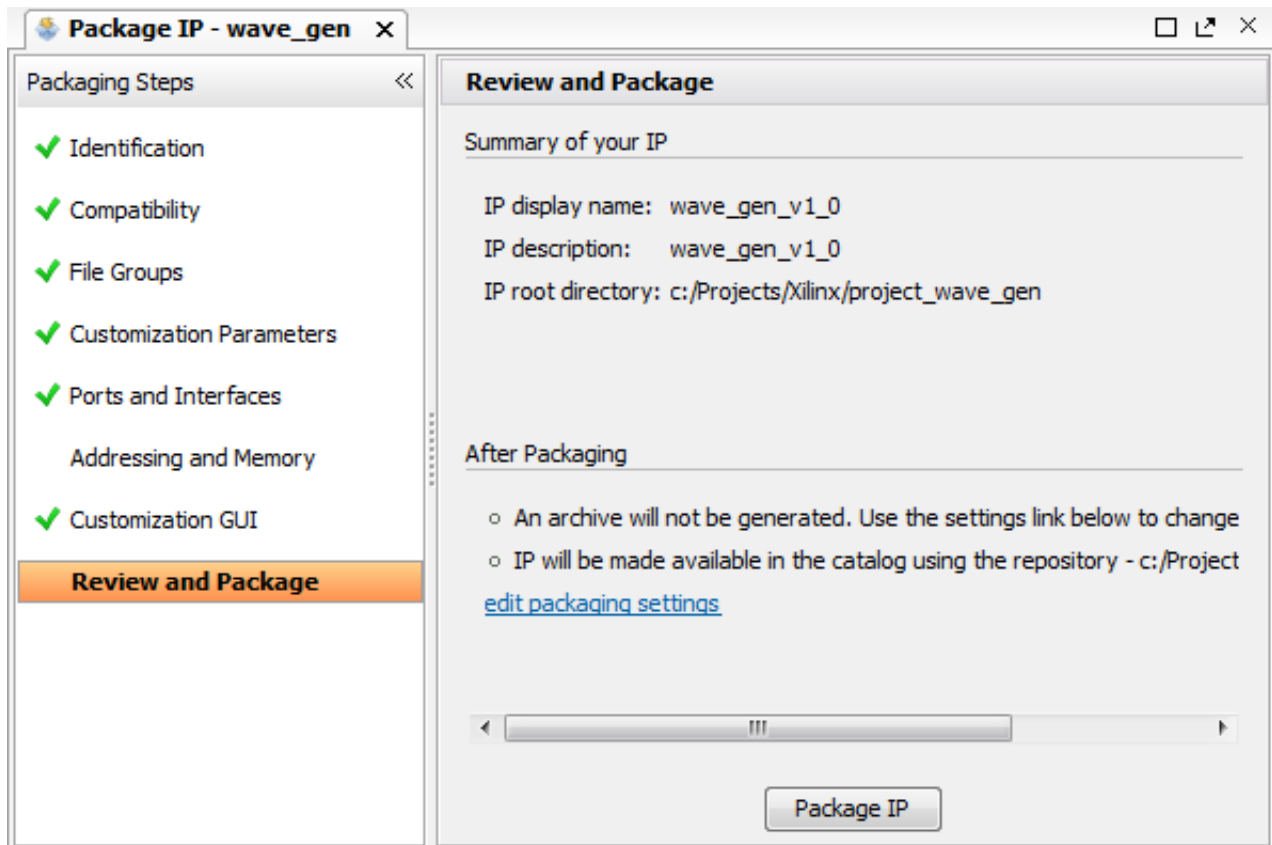 Package IP - wave_gen
Packaging Steps
Identification
Compatibility
File Groups
Customization Parameters
Ports and Interfaces
Addressing and Memory
Customization GUI
Review and Package
Review and Package
Summary of your IP
IP display name: wave_gen_v1_0
IP description: wave_gen_v1_0
IP root directory: c:/Projects/Xilinx/project_wave_gen
After Packaging
An archive will not be generated. Use the settings link below to change
IP will be made available in the catalog using the repository - c:/Project
edit packaging settings
Package IP